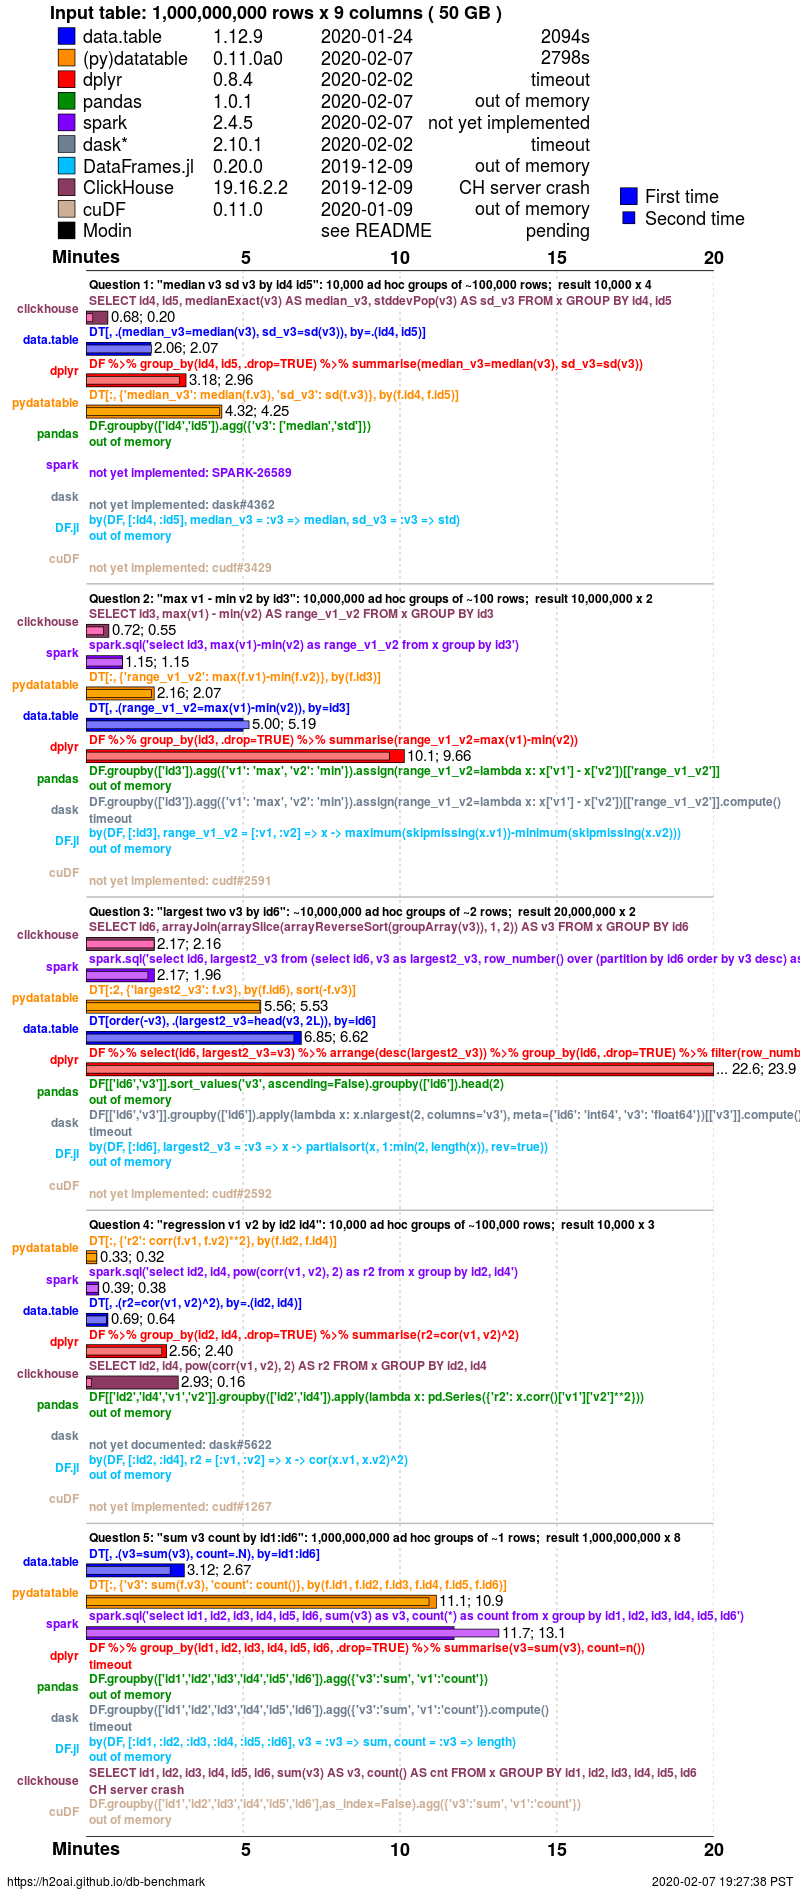 Input table: 1,000,000,000 rows x 9 columns ( 50 GB )
data.table 1.12.9 2020-01-24 2094s
(py)datatable 0.11.0a0 2020-02-07 2798s
dplyr 0.8.4 2020-02-02 timeout
pandas 1.0.1 2020-02-07 out of memory
spark 2.4.5 2020-02-07 not yet implemented
dask* 2.10.1 2020-02-02 timeout
DataFrames.jl 0.20.0 2019-12-09 out of memory
ClickHouse 19.16.2.2 2019-12-09 CH server crash
cuDF 0.11.0 2020-01-09 out of memory
Modin see README pending
First time
Second time
Minutes 5 10 15 20
Question 1: "median v3 sd v3 by id4 id5": 10,000 ad hoc groups of ~100,000 rows; result 10,000 x 4
SELECT id4, id5, medianExact(v3) AS median_v3, stddevPop(v3) AS sd_v3 FROM x GROUP BY id4, id5
clickhouse 0.68; 0.20
DT[, .(median_v3=median(v3), sd_v3=sd(v3)), by=.(id4, id5)]
data.table 2.06; 2.07
DF %>% group_by(id4, id5, .drop=TRUE) %>% summarise(median_v3=median(v3), sd_v3=sd(v3))
dplyr 3.18; 2.96
DT[:, {'median_v3': median(f.v3), 'sd_v3': sd(f.v3)}, by(f.id4, f.id5)]
pydatatable 4.32; 4.25
DF.groupby(['id4','id5']).agg({'v3': ['median','std']})
pandas out of memory
spark not yet implemented: SPARK-26589
dask not yet implemented: dask#4362
by(DF, [:id4, :id5], median_v3 = :v3 => median, sd_v3 = :v3 => std)
DF.jl out of memory
cuDF not yet implemented: cudf#3429
Question 2: "max v1 - min v2 by id3": 10,000,000 ad hoc groups of ~100 rows; result 10,000,000 x 2
SELECT id3, max(v1) - min(v2) AS range_v1_v2 FROM x GROUP BY id3
clickhouse 0.72; 0.55
spark.sql('select id3, max(v1)-min(v2) as range_v1_v2 from x group by id3')
spark 1.15; 1.15
DT[:, {'range_v1_v2': max(f.v1)-min(f.v2)}, by(f.id3)]
pydatatable 2.16; 2.07
DT[, .(range_v1_v2=max(v1)-min(v2)), by=id3]
data.table 5.00; 5.19
DF %>% group_by(id3, .drop=TRUE) %>% summarise(range_v1_v2=max(v1)-min(v2))
dplyr 10.1; 9.66
DF.groupby(['id3']).agg({'v1': 'max', 'v2': 'min'}).assign(range_v1_v2=lambda x: x['v1'] - x['v2'])[['range_v1_v2']]
pandas out of memory
DF.groupby(['id3']).agg({'v1': 'max', 'v2': 'min'}).assign(range_v1_v2=lambda x: x['v1'] - x['v2'])[['range_v1_v2']].compute()
dask timeout
by(DF, [:id3], range_v1_v2 = [:v1, :v2] => x -> maximum(skipmissing(x.v1))-minimum(skipmissing(x.v2)))
DF.jl out of memory
cuDF not yet implemented: cudf#2591
Question 3: "largest two v3 by id6": ~10,000,000 ad hoc groups of ~2 rows; result 20,000,000 x 2
SELECT id6, arrayJoin(arraySlice(arrayReverseSort(groupArray(v3)), 1, 2)) AS v3 FROM x GROUP BY id6
clickhouse 2.17; 2.16
spark.sql('select id6, largest2_v3 from (select id6, v3 as largest2_v3, row_number() over (partition by id6 order by v3 desc) as
spark 2.17; 1.96
DT[:2, {'largest2_v3': f.v3}, by(f.id6), sort(-f.v3)]
pydatatable 5.56; 5.53
DT[order(-v3), .(largest2_v3=head(v3, 2L)), by=id6]
data.table 6.85; 6.62
DF %>% select(id6, largest2_v3=v3) %>% arrange(desc(largest2_v3)) %>% group_by(id6, .drop=TRUE) %>% filter(row_numb
dplyr ... 22.6; 23.9
DF[['id6','v3']].sort_values('v3', ascending=False).groupby(['id6']).head(2)
pandas out of memory
DF[['id6','v3']].groupby(['id6']).apply(lambda x: x.nlargest(2, columns='v3'), meta={'id6': 'int64', 'v3': 'float64'})[['v3']].compute()
dask timeout
by(DF, [:id6], largest2_v3 = :v3 => x -> partialsort(x, 1:min(2, length(x)), rev=true))
DF.jl out of memory
cuDF not yet implemented: cudf#2592
Question 4: "regression v1 v2 by id2 id4": 10,000 ad hoc groups of ~100,000 rows; result 10,000 x 3
DT[:, {'r2': corr(f.v1, f.v2)**2}, by(f.id2, f.id4)]
pydatatable 0.33; 0.32
spark.sql('select id2, id4, pow(corr(v1, v2), 2) as r2 from x group by id2, id4')
spark 0.39; 0.38
DT[, .(r2=cor(v1, v2)^2), by=.(id2, id4)]
data.table 0.69; 0.64
DF %>% group_by(id2, id4, .drop=TRUE) %>% summarise(r2=cor(v1, v2)^2)
dplyr 2.56; 2.40
SELECT id2, id4, pow(corr(v1, v2), 2) AS r2 FROM x GROUP BY id2, id4
clickhouse 2.93; 0.16
DF[['id2','id4','v1','v2']].groupby(['id2','id4']).apply(lambda x: pd.Series({'r2': x.corr()['v1']['v2']**2}))
pandas out of memory
dask not yet documented: dask#5622
by(DF, [:id2, :id4], r2 = [:v1, :v2] => x -> cor(x.v1, x.v2)^2)
DF.jl out of memory
cuDF not yet implemented: cudf#1267
Question 5: "sum v3 count by id1:id6": 1,000,000,000 ad hoc groups of ~1 rows; result 1,000,000,000 x 8
DT[, .(v3=sum(v3), count=.N), by=id1:id6]
data.table 3.12; 2.67
DT[:, {'v3': sum(f.v3), 'count': count()}, by(f.id1, f.id2, f.id3, f.id4, f.id5, f.id6)]
pydatatable 11.1; 10.9
spark.sql('select id1, id2, id3, id4, id5, id6, sum(v3) as v3, count(*) as count from x group by id1, id2, id3, id4, id5, id6')
spark 11.7; 13.1
DF %>% group_by(id1, id2, id3, id4, id5, id6, .drop=TRUE) %>% summarise(v3=sum(v3), count=n())
dplyr timeout
DF.groupby(['id1','id2','id3','id4','id5','id6']).agg({'v3':'sum', 'v1':'count'})
pandas out of memory
DF.groupby(['id1','id2','id3','id4','id5','id6']).agg({'v3':'sum', 'v1':'count'}).compute()
dask timeout
by(DF, [:id1, :id2, :id3, :id4, :id5, :id6], v3 = :v3 => sum, count = :v3 => length)
DF.jl out of memory
SELECT id1, id2, id3, id4, id5, id6, sum(v3) AS v3, count() AS cnt FROM x GROUP BY id1, id2, id3, id4, id5, id6
clickhouse CH server crash
DF.groupby(['id1','id2','id3','id4','id5','id6'],as_index=False).agg({'v3':'sum', 'v1':'count'})
cuDF out of memory
Minutes 5 10 15 20
https://h2oai.github.io/db-benchmark 2020-02-07 19:27:38 PST